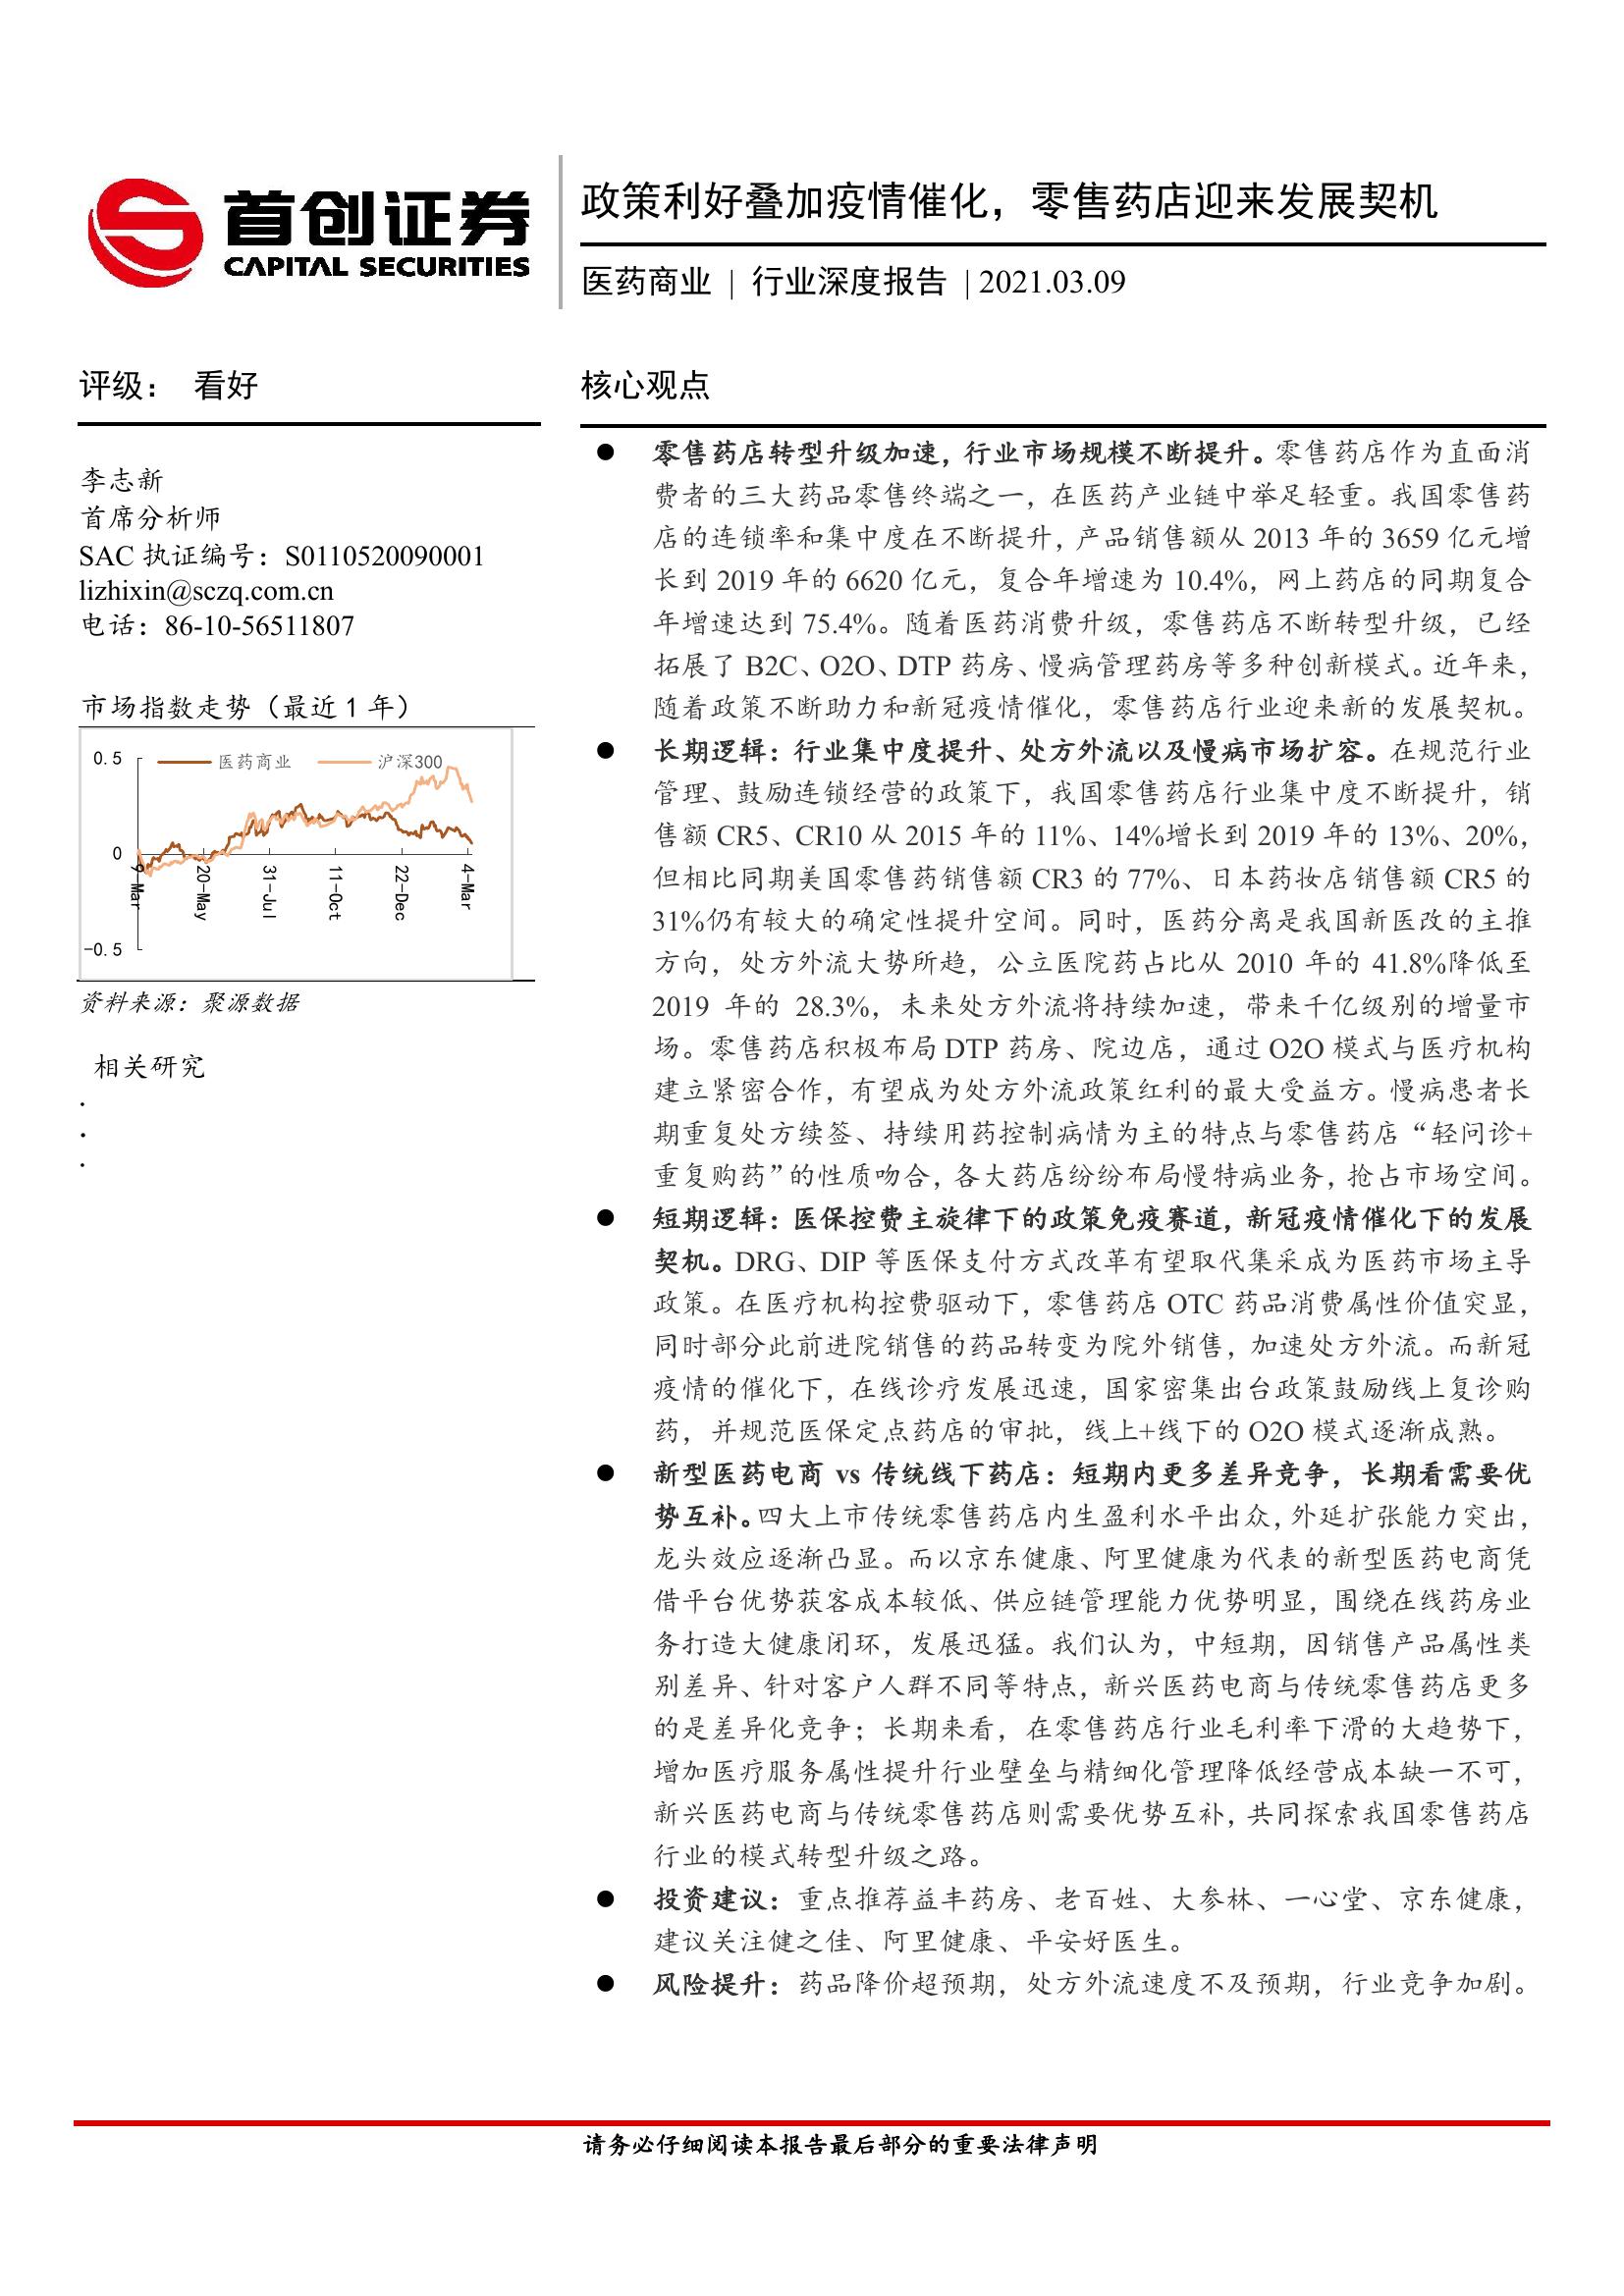 首创证券
CAPITAL SECURITIES
政策利好叠加疫情催化，零售药店迎来发展契机
医药商业 | 行业深度报告 | 2021.03.09
评级： 看好
李志新
首席分析师
SAC 执证编号：S0110520090001
lizhixin@sczq.com.cn
电话：86-10-56511807
市场指数走势（最近 1 年）
医药商业 沪深300
0.5
0
-0.5
9-Mar
20-May
31-Jul
11-Oct
22-Dec
4-Mar
资料来源：聚源数据
相关研究
·
·
·
核心观点
● 零售药店转型升级加速，行业市场规模不断提升。零售药店作为直面消
费者的三大药品零售终端之一，在医药产业链中举足轻重。我国零售药
店的连锁率和集中度在不断提升，产品销售额从 2013 年的 3659 亿元增
长到 2019 年的 6620 亿元，复合年增速为 10.4%，网上药店的同期复合
年增速达到 75.4%。随着医药消费升级，零售药店不断转型升级，已经
拓展了 B2C、O2O、DTP 药房、慢病管理药房等多种创新模式。近年来，
随着政策不断助力和新冠疫情催化，零售药店行业迎来新的发展契机。
● 长期逻辑：行业集中度提升、处方外流以及慢病市场扩容。在规范行业
管理、鼓励连锁经营的政策下，我国零售药店行业集中度不断提升，销
售额 CR5、CR10 从 2015 年的 11%、14%增长到 2019 年的 13%、20%，
但相比同期美国零售药销售额 CR3 的 77%、日本药妆店销售额 CR5 的
31%仍有较大的确定性提升空间。同时，医药分离是我国新医改的主推
方向，处方外流大势所趋，公立医院药占比从 2010 年的 41.8%降低至
2019 年的 28.3%，未来处方外流将持续加速，带来千亿级别的增量市
场。零售药店积极布局 DTP 药房、院边店，通过 O2O 模式与医疗机构
建立紧密合作，有望成为处方外流政策红利的最大受益方。慢病患者长
期重复处方续签、持续用药控制病情为主的特点与零售药店“轻问诊+
重复购药”的性质吻合，各大药店纷纷布局慢特病业务，抢占市场空间。
● 短期逻辑：医保控费主旋律下的政策免疫赛道，新冠疫情催化下的发展
契机。DRG、DIP 等医保支付方式改革有望取代集采成为医药市场主导
政策。在医疗机构控费驱动下，零售药店 OTC 药品消费属性价值突显，
同时部分此前进院销售的药品转变为院外销售，加速处方外流。而新冠
疫情的催化下，在线诊疗发展迅速，国家密集出台政策鼓励线上复诊购
药，并规范医保定点药店的审批，线上+线下的 O2O 模式逐渐成熟。
● 新型医药电商 vs 传统线下药店：短期内更多差异竞争，长期看需要优
势互补。四大上市传统零售药店内生盈利水平出众，外延扩张能力突出，
龙头效应逐渐凸显。而以京东健康、阿里健康为代表的新型医药电商凭
借平台优势获客成本较低、供应链管理能力优势明显，围绕在线药房业
务打造大健康闭环，发展迅猛。我们认为，中短期，因销售产品属性类
别差异、针对客户人群不同等特点，新兴医药电商与传统零售药店更多
的是差异化竞争；长期来看，在零售药店行业毛利率下滑的大趋势下，
增加医疗服务属性提升行业壁垒与精细化管理降低经营成本缺一不可，
新兴医药电商与传统零售药店则需要优势互补，共同探索我国零售药店
行业的模式转型升级之路。
● 投资建议：重点推荐益丰药房、老百姓、大参林、一心堂、京东健康，
建议关注健之佳、阿里健康、平安好医生。
● 风险提升：药品降价超预期，处方外流速度不及预期，行业竞争加剧。
请务必仔细阅读本报告最后部分的重要法律声明